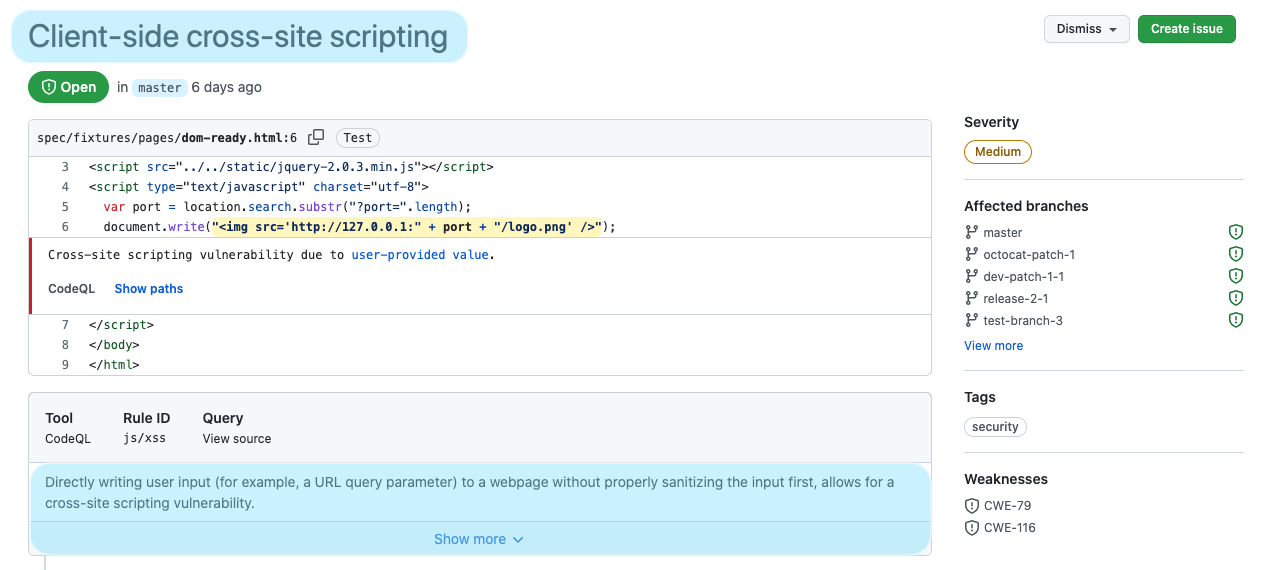 Client-side cross-site scripting
Dismiss
Create issue
Open in master 6 days ago
spec/fixtures/pages/dom-ready.html:6 Test
3 <script src="../../static/jquery-2.0.3.min.js"></script>
4 <script type="text/javascript" charset="utf-8">
5 var port = location.search.substr("?port=".length);
6 document.write("<img src='http://127.0.0.1:" + port + "/logo.png' />");
Cross-site scripting vulnerability due to user-provided value.
CodeQL Show paths
7 </script>
8 </body>
9 </html>
Tool Rule ID Query
CodeQL js/xss View source
Directly writing user input (for example, a URL query parameter) to a webpage without properly sanitizing the input first, allows for a
cross-site scripting vulnerability.
Show more
Severity
Medium
Affected branches
master
octocat-patch-1
dev-patch-1-1
release-2-1
test-branch-3
View more
Tags
security
Weaknesses
CWE-79
CWE-116